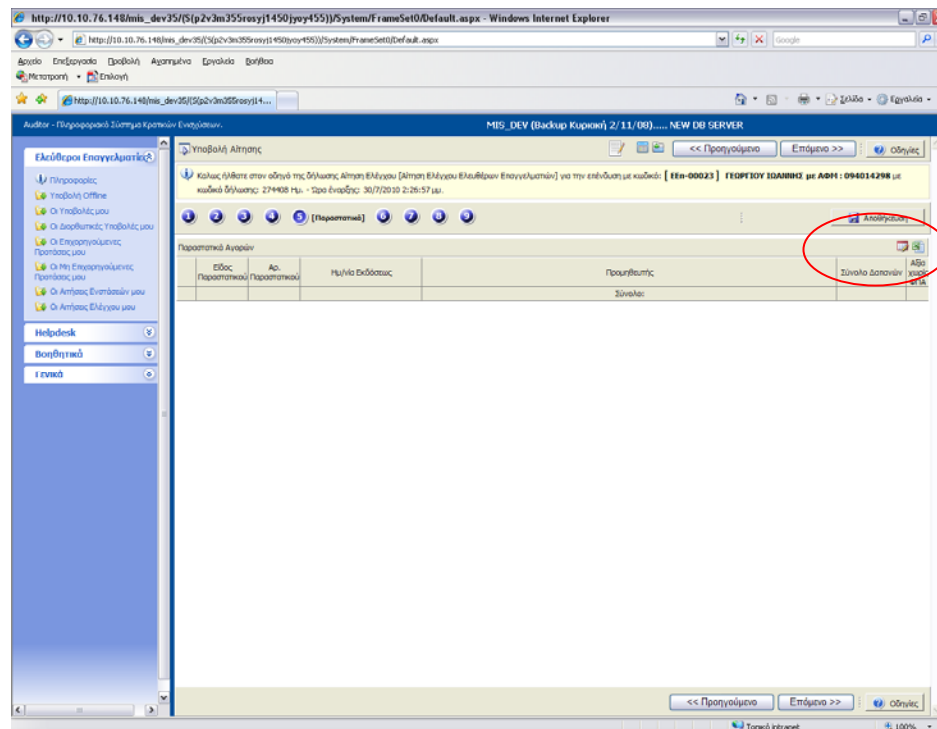 http://10.10.76.148/mis_dev35/(S(p2v3m355rosyj1450jyoy455))/System/FrameSet0/Default.aspx - Windows Internet Explorer
http://10.10.76.148/mis_dev35/(S(p2v3m355rosyj1450jyoy455))/System/FrameSet0/Default.aspx
Google
Αρχείο Επεξεργασία Προβολή Αγαπημένα Εργαλεία Βοήθεια
Μετατροπή Επιλογή
http://10.10.76.148/mis_dev35/(S(p2v3m355rosyj14...
Σελίδα Εργαλεία
Auditor - Πληροφοριακό Σύστημα Κρατικών Ενισχύσεων.
MIS_DEV (Backup Κυριακή 2/11/08)..... NEW DB SERVER
Ελεύθεροι Επαγγελματίες
Πληροφορίες
Υποβολή Offline
Οι Υποβολές μου
Οι Διορθωτικές Υποβολές μου
Οι Επιχορηγούμενες
Προτάσεις μου
Οι Μη Επιχορηγούμενες
Προτάσεις μου
Οι Αιτήσεις Ενστάσεών μου
Οι Αιτήσεις Ελέγχου μου
Helpdesk
Βοηθητικά
Γενικά
Υποβολή Αίτησης
<< Προηγούμενο
Επόμενο >>
Οδηγίες
Καλως ήλθατε στον οδηγό της δήλωσης Αίτηση Ελέγχου [Αίτηση Ελέγχου Ελευθέρων Επαγγελματιών] για την επένδυση με κωδικό: [ ΕΕπ-00023 ] ΓΕΩΡΓΙΟΥ ΙΩΑΝΝΗΣ με ΑΦΜ : 094014298 με
κωδικό δήλωσης: 274408 Ημ. - Ώρα έναρξης: 30/7/2010 2:26:57 μμ.
1 2 3 4 5 [Παραστατικά] 6 7 8 9
Αποθήκευση
Παραστατικά Αγορών
Είδος Παραστατικού
Αρ. Παραστατικού
Ημ/νία Εκδόσεως
Προμηθευτής
Σύνολο Δαπανών
Αξία χωρίς ΦΠΑ
Σύνολα:
<< Προηγούμενο
Επόμενο >>
Οδηγίες
Τοπικό intranet
100%